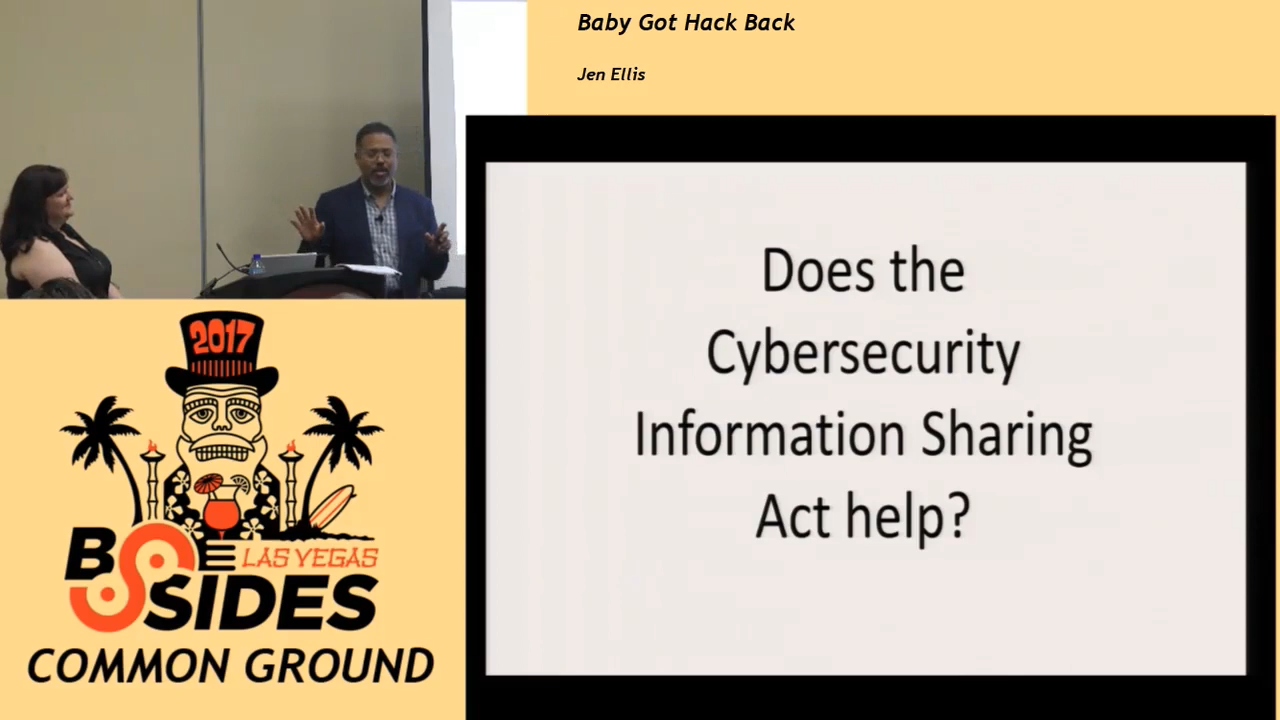 Baby Got Hack Back
Jen Ellis
Does the
Cybersecurity
Information Sharing
Act help?
2017
BSIDES
LAS VEGAS
COMMON GROUND